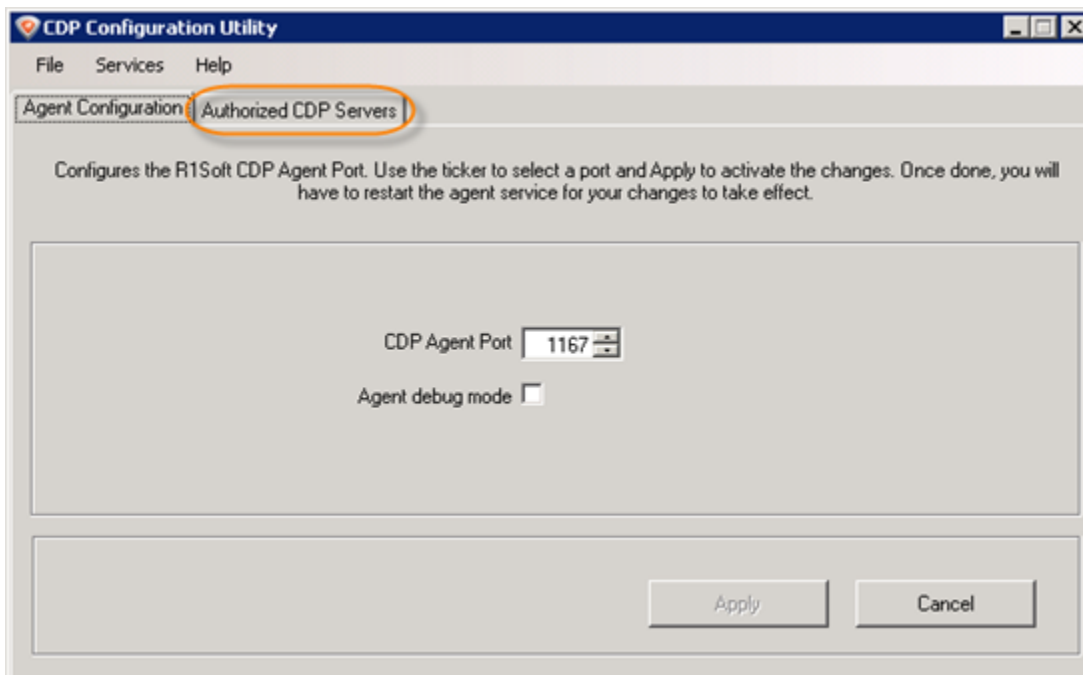 CDP Configuration Utility
File Services Help
Agent Configuration Authorized CDP Servers
Configures the R1Soft CDP Agent Port. Use the ticker to select a port and Apply to activate the changes. Once done, you will
have to restart the agent service for your changes to take effect.
CDP Agent Port 1167
Agent debug mode
Apply Cancel